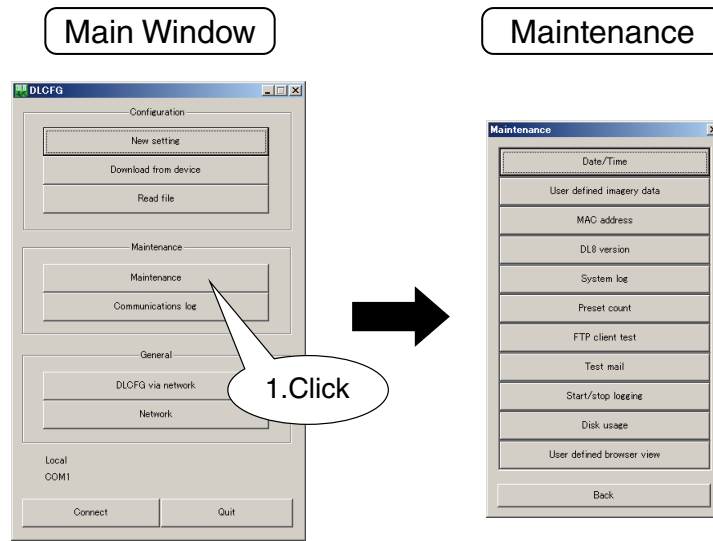 Main Window
DLCFG
Configuration
New setting
Download from device
Read file
Maintenance
Maintenance
Communications log
General
DLCFG via network
Network
Local
COM1
Connect
Quit
1.Click
Maintenance
Maintenance
Date/Time
User defined imagery data
MAC address
DL8 version
System log
Preset count
FTP client test
Test mail
Start/stop logging
Disk usage
User defined browser view
Back